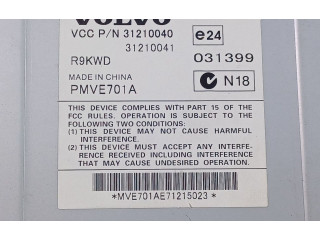 VOLVO
VCC P/N 31210040
31210041
e24
R9KWD
031399
MADE IN CHINA
N18
PMVE701A
THIS DEVICE COMPLIES WITH PART 15 OF THE
FCC RULES. OPERATION IS SUBJECT TO THE
FOLLOWING TWO CONDITIONS:
(1) THIS DEVICE MAY NOT CAUSE HARMFUL
INTERFERENCE.
(2) THIS DEVICE MUST ACCEPT ANY INTERFE-
RENCE RECEIVED INCLUDING INTERFERENCE
THAT MAY CAUSE UNDESIRED OPERATION.
*MVE701AE71215023*